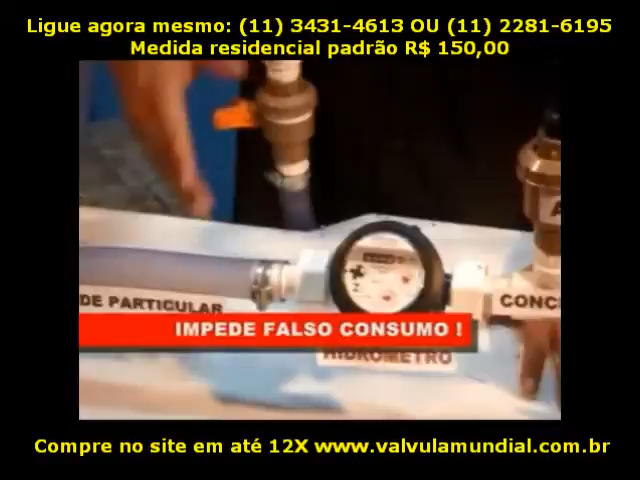 Ligue agora mesmo: (11) 3431-4613 OU (11) 2281-6195
Medida residencial padrão R$ 150,00
DE PARTICULAR
CONC
IMPEDE FALSO CONSUMO !
HIDROMETRO
Compre no site em até 12X www.valvulamundial.com.br